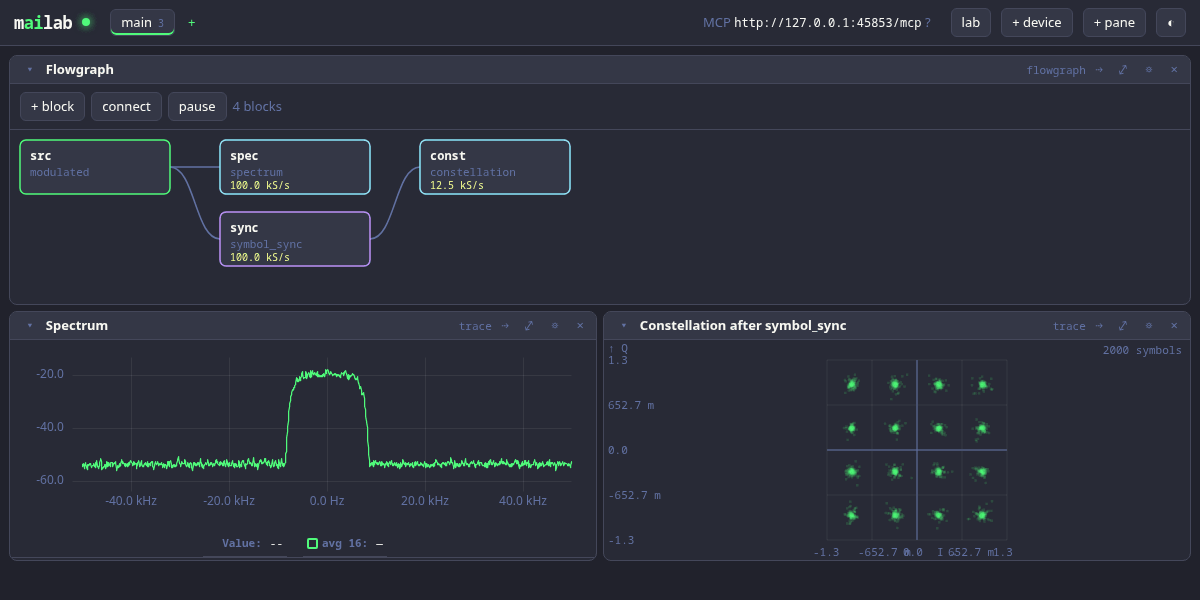 mailab main 3 + MCP http://127.0.0.1:45853/mcp ? lab + device + pane
Flowgraph flowgraph
+ block connect pause 4 blocks
src
modulated
spec
spectrum
100.0 kS/s
const
constellation
12.5 kS/s
sync
symbol_sync
100.0 kS/s
Spectrum trace
-20.0
-40.0
-60.0
-40.0 kHz -20.0 kHz 0.0 Hz 20.0 kHz 40.0 kHz
Value: -- avg 16: —
Constellation after symbol_sync trace
↑ Q 2000 symbols
1.3
652.7 m
0.0
-652.7 m
-1.3
-1.3 -652.7 m 0.0 I 652.7 m 1.3